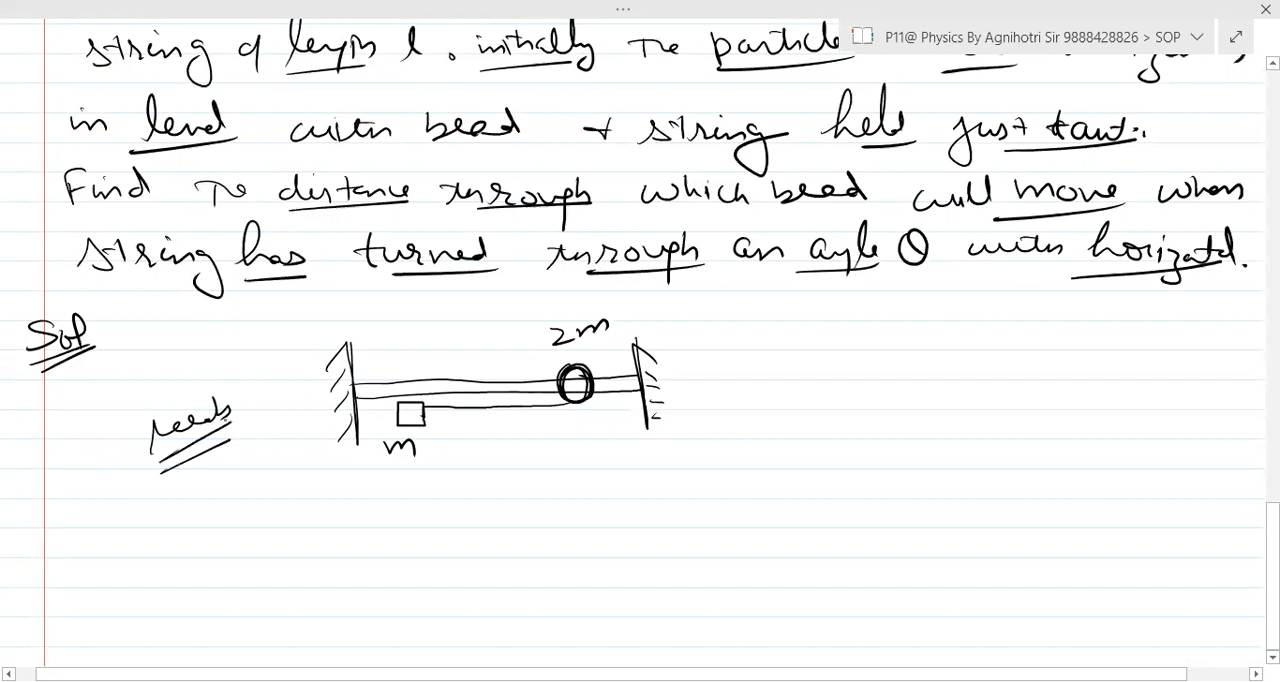 P11@ Physics By Agnihotri Sir 9888428826 > SOP
string of length l. initially The particle
in level with bead + string held just taut.
Find The distance through which bead will move when
string has turned through an angle θ with horizontal.
Sol
2m
m